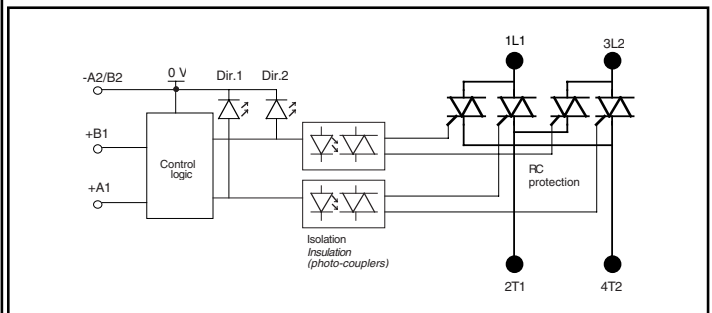 1L1
3L2
-A2/B2
0 V
Dir.1
Dir.2
+B1
Control
logic
+A1
RC
protection
Isolation
Insulation
(photo-couplers)
2T1
4T2